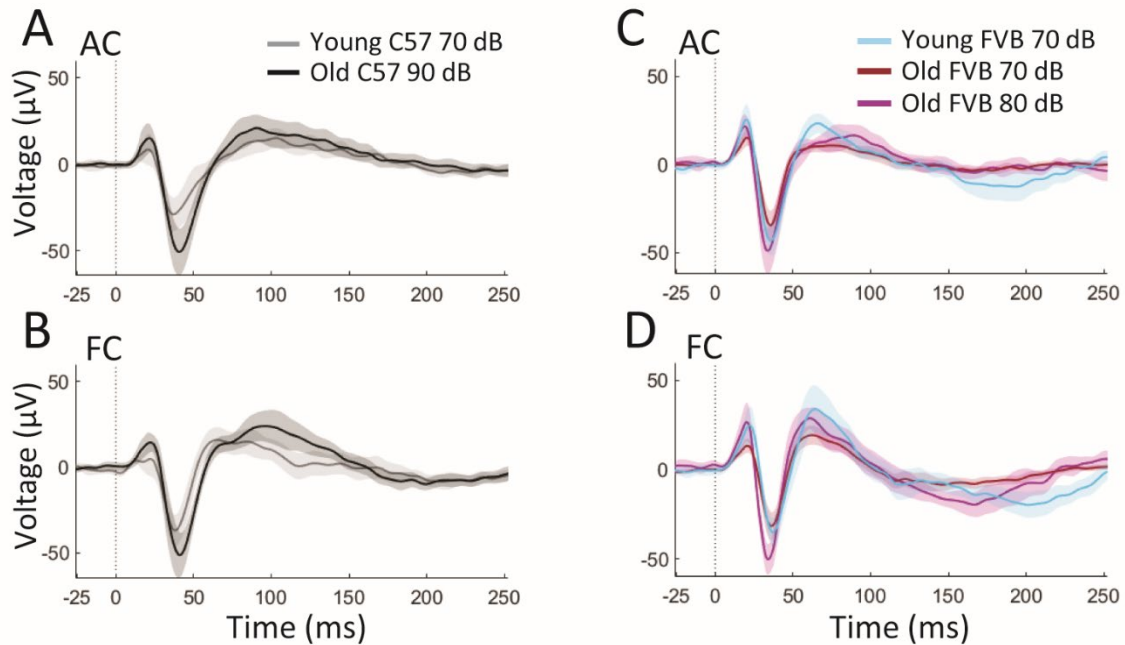 A
AC
Young C57 70 dB
Old C57 90 dB
Voltage (µV)
50
0
-50
-25 0 50 100 150 200 250
B
FC
Voltage (µV)
50
0
-50
-25 0 50 100 150 200 250
Time (ms)
C
AC
Young FVB 70 dB
Old FVB 70 dB
Old FVB 80 dB
50
0
-50
-25 0 50 100 150 200 250
D
FC
50
0
-50
-25 0 50 100 150 200 250
Time (ms)